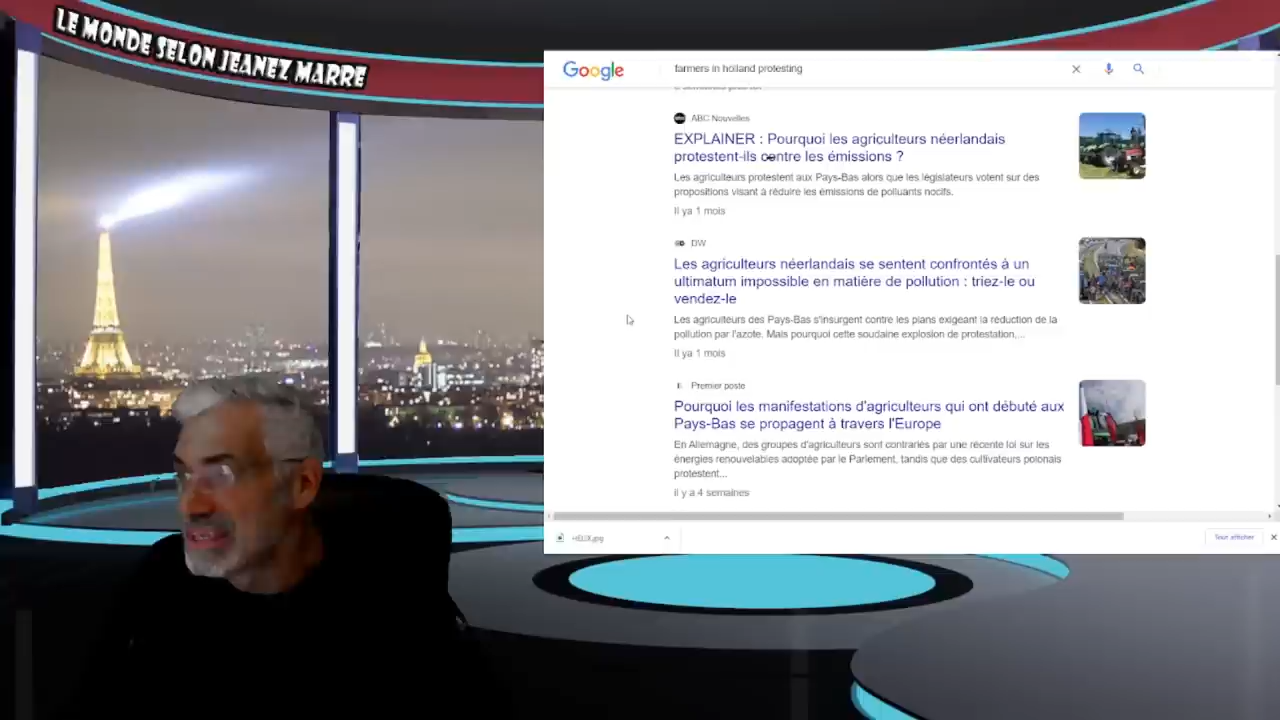 LE MONDE SELON JEANEZ MARRE
Google
farmers in holland protesting
ABC Nouvelles
EXPLAINER : Pourquoi les agriculteurs néerlandais
protestent-ils contre les émissions ?
Les agriculteurs protestent aux Pays-Bas alors que les législateurs votent sur des
propositions visant à réduire les émissions de polluants nocifs.
Il y a 1 mois
DW
Les agriculteurs néerlandais se sentent confrontés à un
ultimatum impossible en matière de pollution : triez-le ou
vendez-le
Les agriculteurs des Pays-Bas s'insurgent contre les plans exigeant la réduction de la
pollution par l'azote. Mais pourquoi cette soudaine explosion de protestation,...
Il y a 1 mois
Premier poste
Pourquoi les manifestations d'agriculteurs qui ont débuté aux
Pays-Bas se propagent à travers l'Europe
En Allemagne, des groupes d'agriculteurs sont contrariés par une récente loi sur les
énergies renouvelables adoptée par le Parlement, tandis que des cultivateurs polonais
protestent...
il y a 4 semaines
Tout afficher